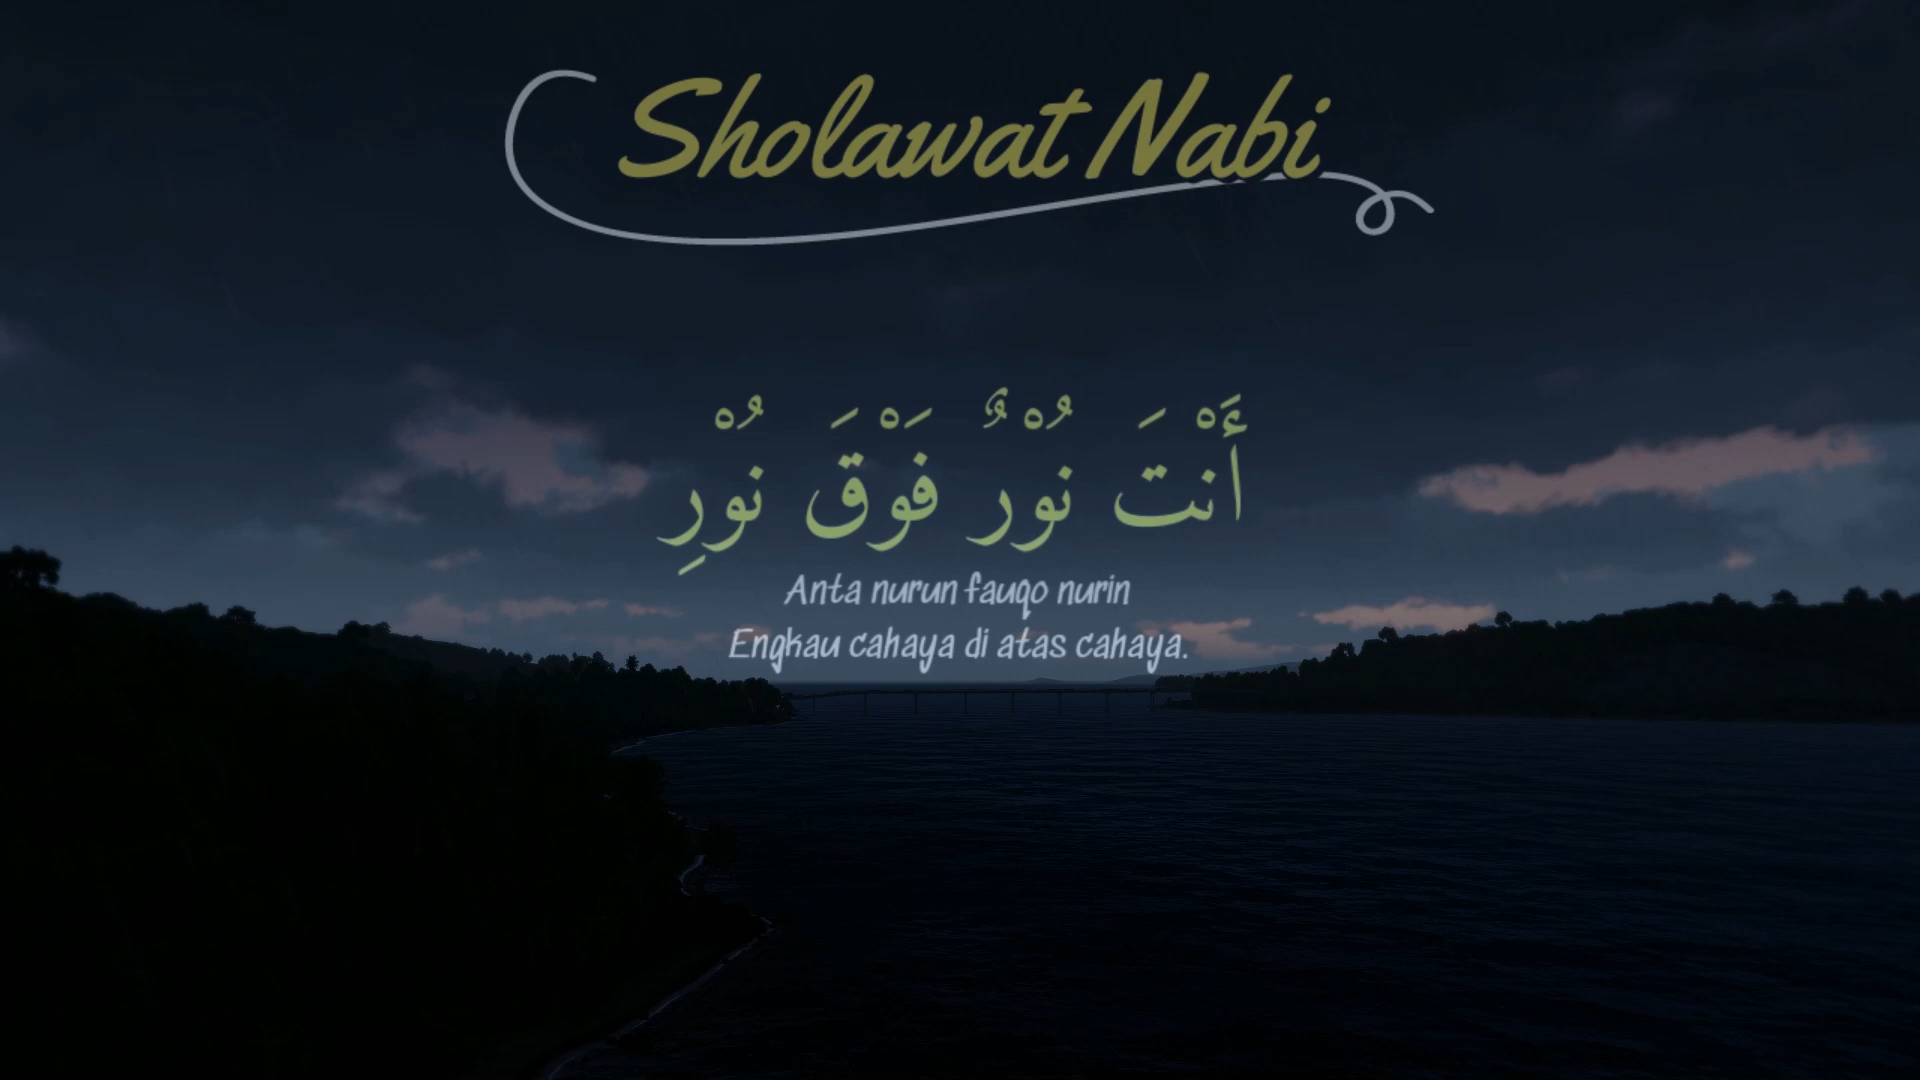 Sholawat Nabi
أَنْتَ نُوْرٌ فَوْقَ نُوْرِ
Anta nurun fauqo nurin
Engkau cahaya di atas cahaya.